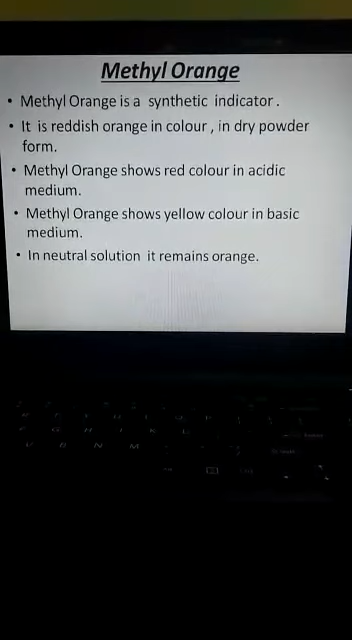 Methyl Orange
• Methyl Orange is a synthetic indicator.
• It is reddish orange in colour , in dry powder
form.
• Methyl Orange shows red colour in acidic
medium.
• Methyl Orange shows yellow colour in basic
medium.
• In neutral solution it remains orange.